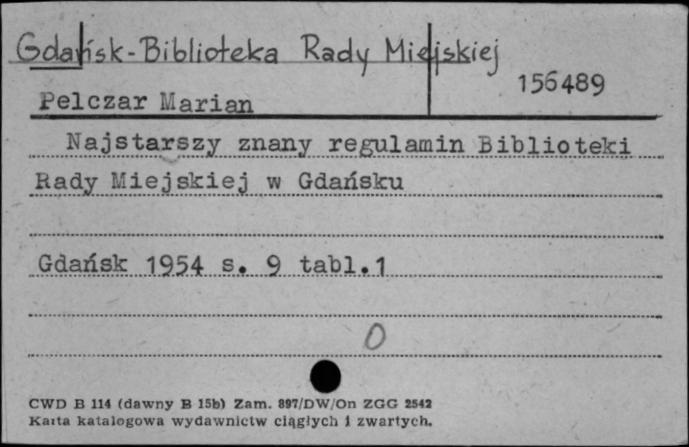 Gdańsk-Biblioteka Rady Miejskiej
156489
Pelczar Marian
Najstarszy znany regulamin Biblioteki
Rady Miejskiej w Gdańsku
Gdańsk 1954 s. 9 tabl.1
0
CWD B 114 (dawny B 15b) Zam. 897/DW/On ZGG 2542
Karta katalogowa wydawnictw ciągłych i zwartych.